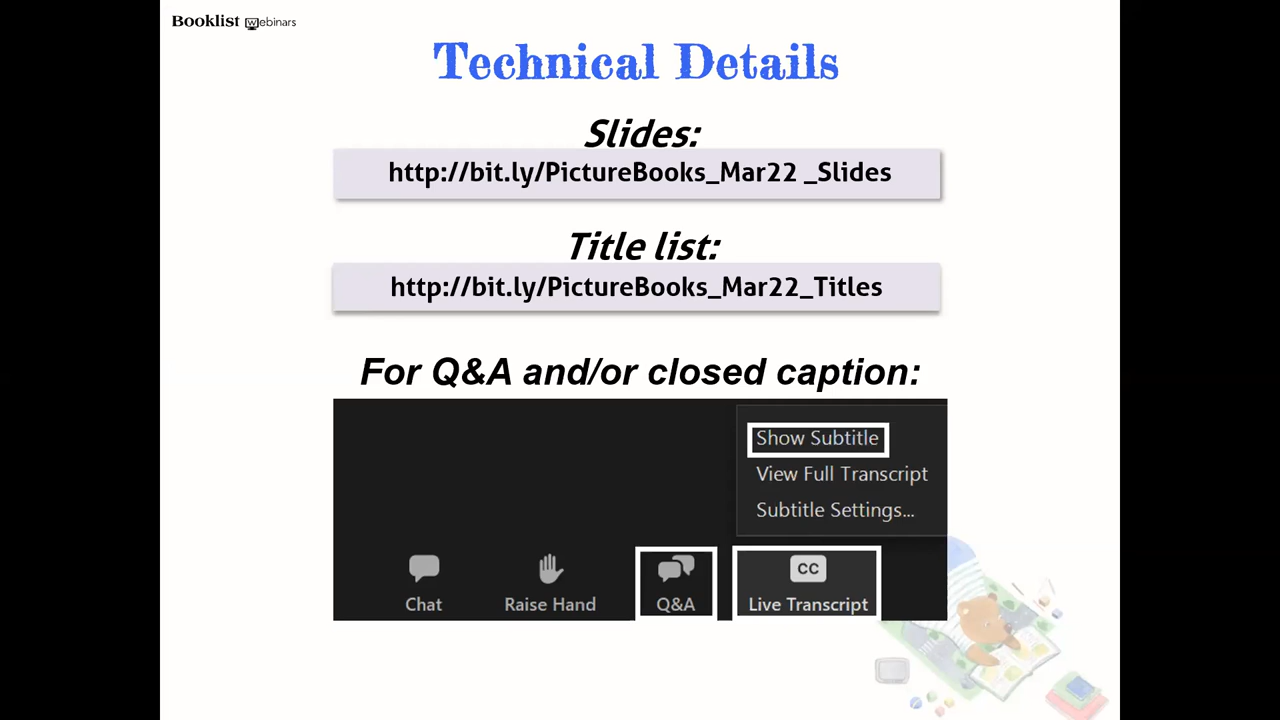 Booklist Webinars
Technical Details
Slides:
http://bit.ly/PictureBooks_Mar22 _Slides
Title list:
http://bit.ly/PictureBooks_Mar22_Titles
For Q&A and/or closed caption:
Show Subtitle
View Full Transcript
Subtitle Settings...
CC
Chat
Raise Hand
Q&A
Live Transcript